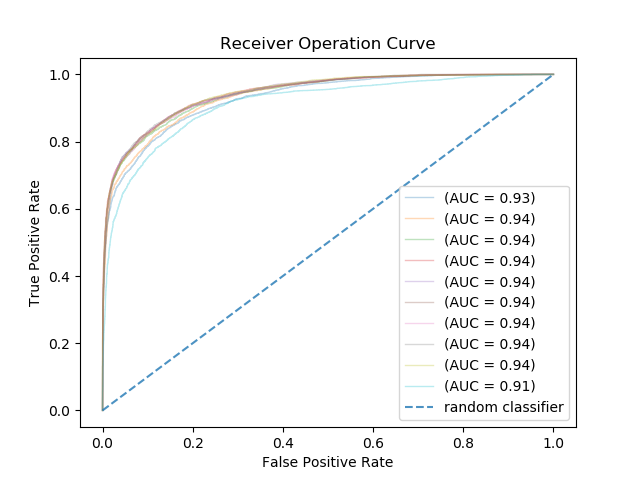 Receiver Operation Curve
True Positive Rate
1.0
0.8
0.6
0.4
0.2
0.0
(AUC = 0.93)
(AUC = 0.94)
(AUC = 0.94)
(AUC = 0.94)
(AUC = 0.94)
(AUC = 0.94)
(AUC = 0.94)
(AUC = 0.94)
(AUC = 0.94)
(AUC = 0.91)
random classifier
0.0 0.2 0.4 0.6 0.8 1.0
False Positive Rate